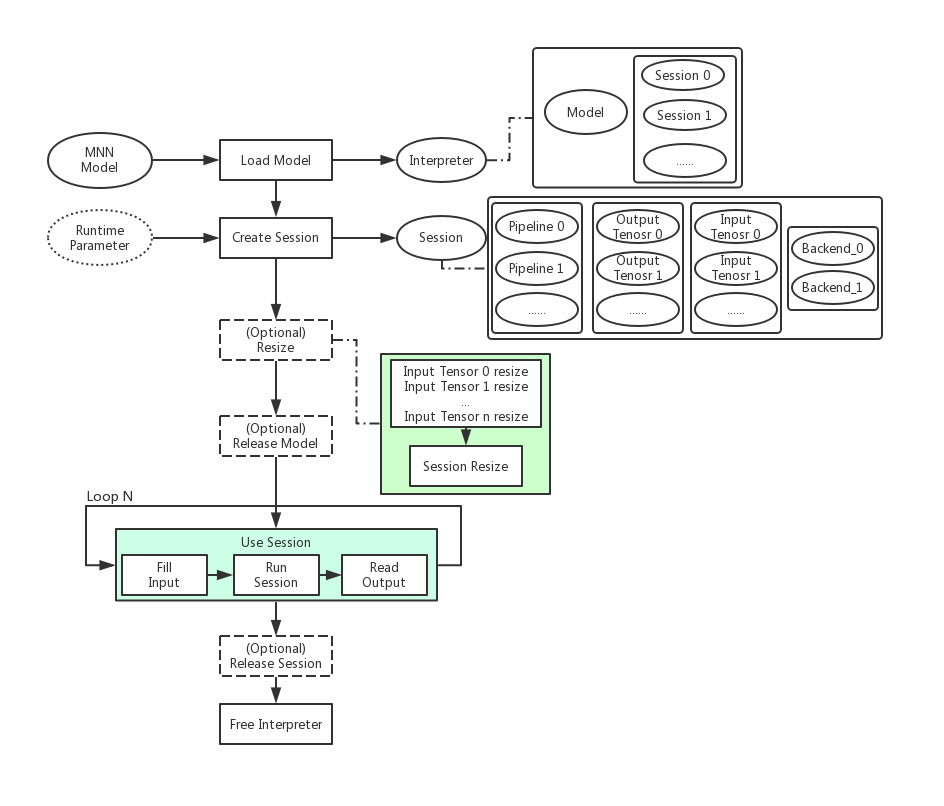 Session 0
Model
Session 1
......
MNN
Model
Load Model
Interpreter
Runtime
Parameter
Create Session
Session
Pipeline 0
Pipeline 1
......
Output
Tenosr 0
Output
Tenosr 1
......
Input
Tenosr 0
Input
Tenosr 1
......
Backend_0
Backend_1
(Optional)
Resize
Input Tensor 0 resize
Input Tensor 1 resize
...
Input Tensor n resize
Session Resize
(Optional)
Release Model
Loop N
Use Session
Fill
Input
Run
Session
Read
Output
(Optional)
Release Session
Free Interpreter